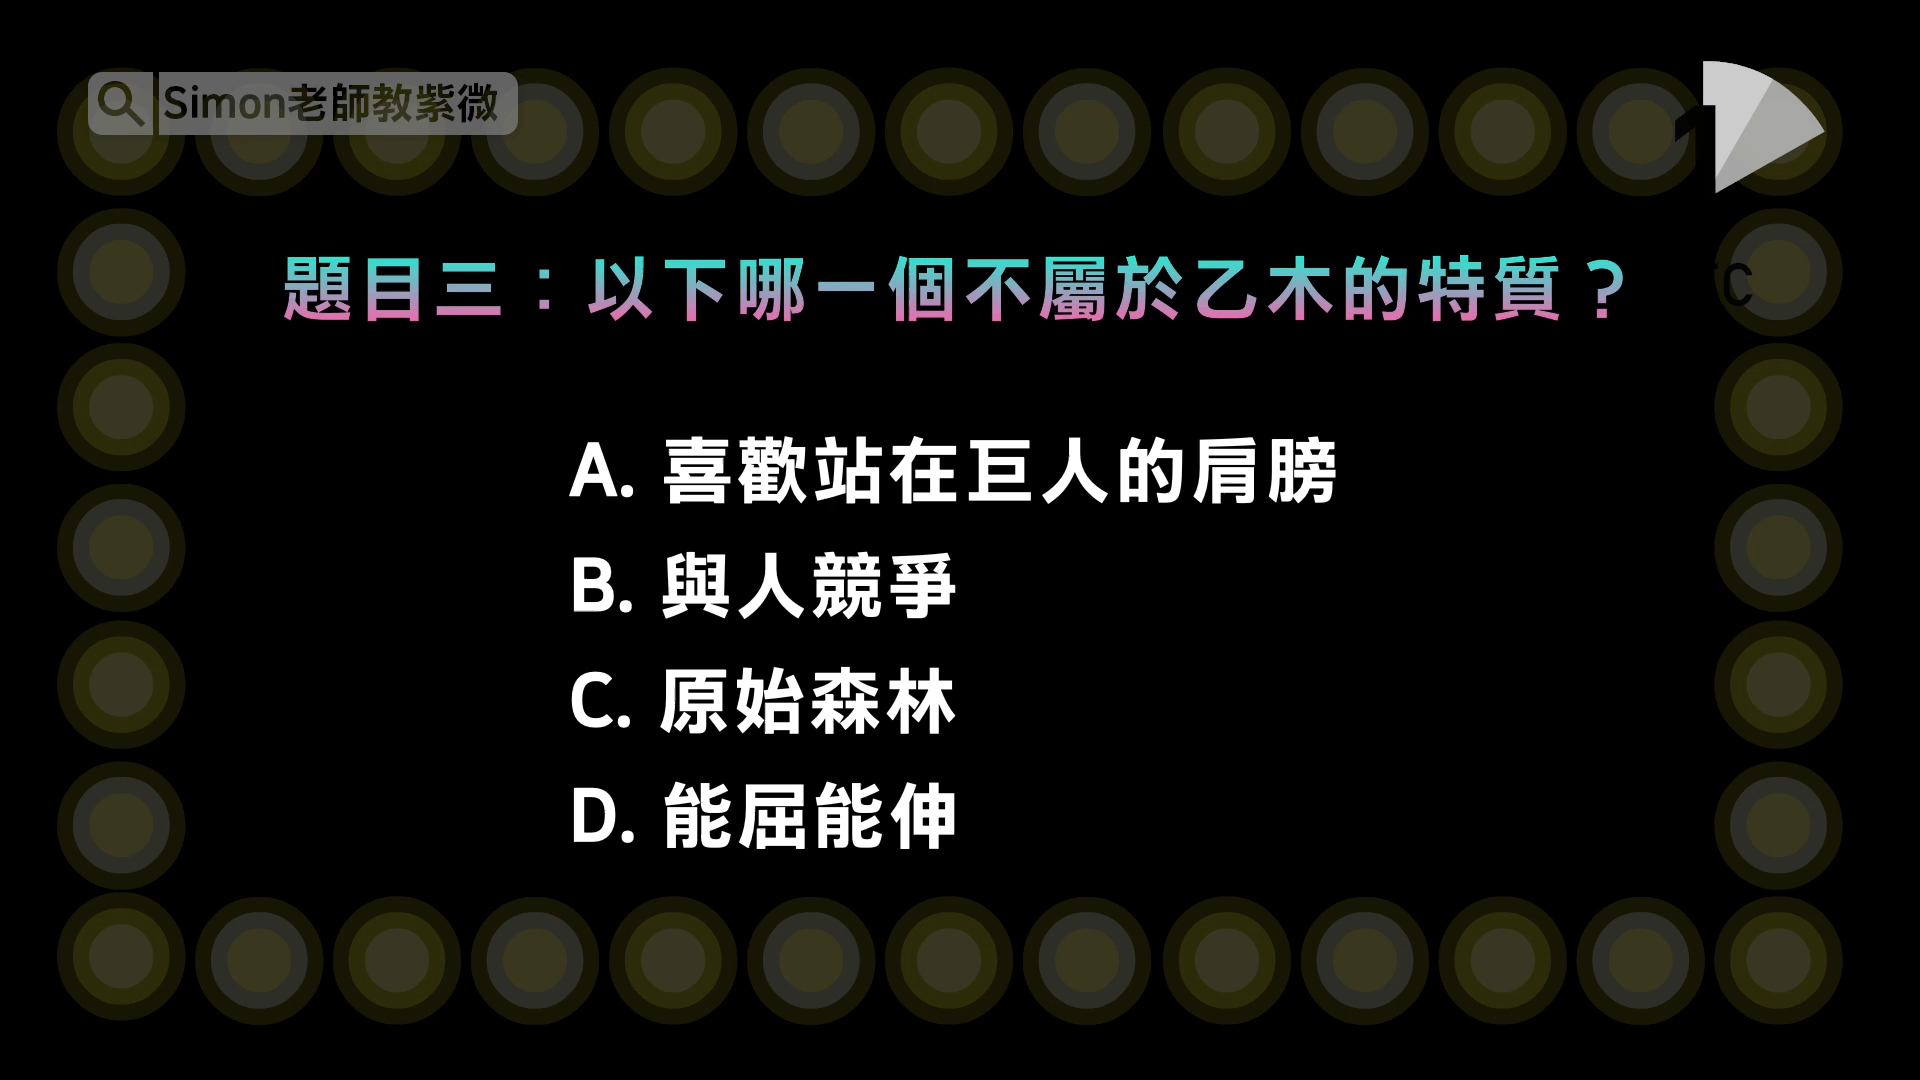 Simon老師教紫微
題目三：以下哪一個不屬於乙木的特質？
A. 喜歡站在巨人的肩膀
B. 與人競爭
C. 原始森林
D. 能屈能伸